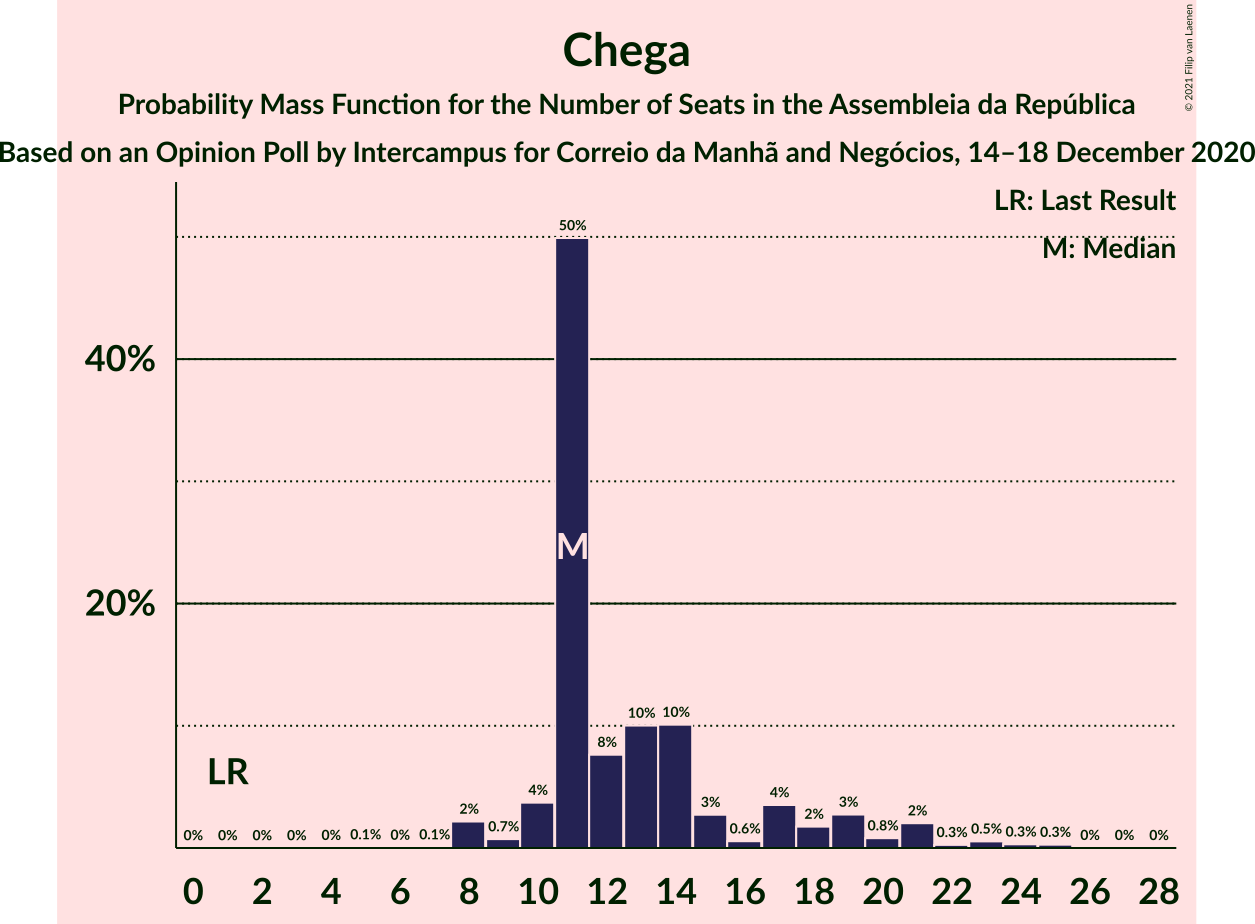 Chega
Probability Mass Function for the Number of Seats in the Assembleia da República
Based on an Opinion Poll by Intercampus for Correio da Manhã and Negócios, 14–18 December 2020
© 2021 Filip van Laenen
LR: Last Result
M: Median
50%
40%
M
20%
10% 10%
8%
LR
4% 4%
2% 3% 2% 3% 2%
0% 0% 0% 0% 0% 0.1% 0% 0.1% 0.7% 0.6% 0.8% 0.3% 0.5% 0.3% 0.3% 0% 0% 0%
0 2 4 6 8 10 12 14 16 18 20 22 24 26 28